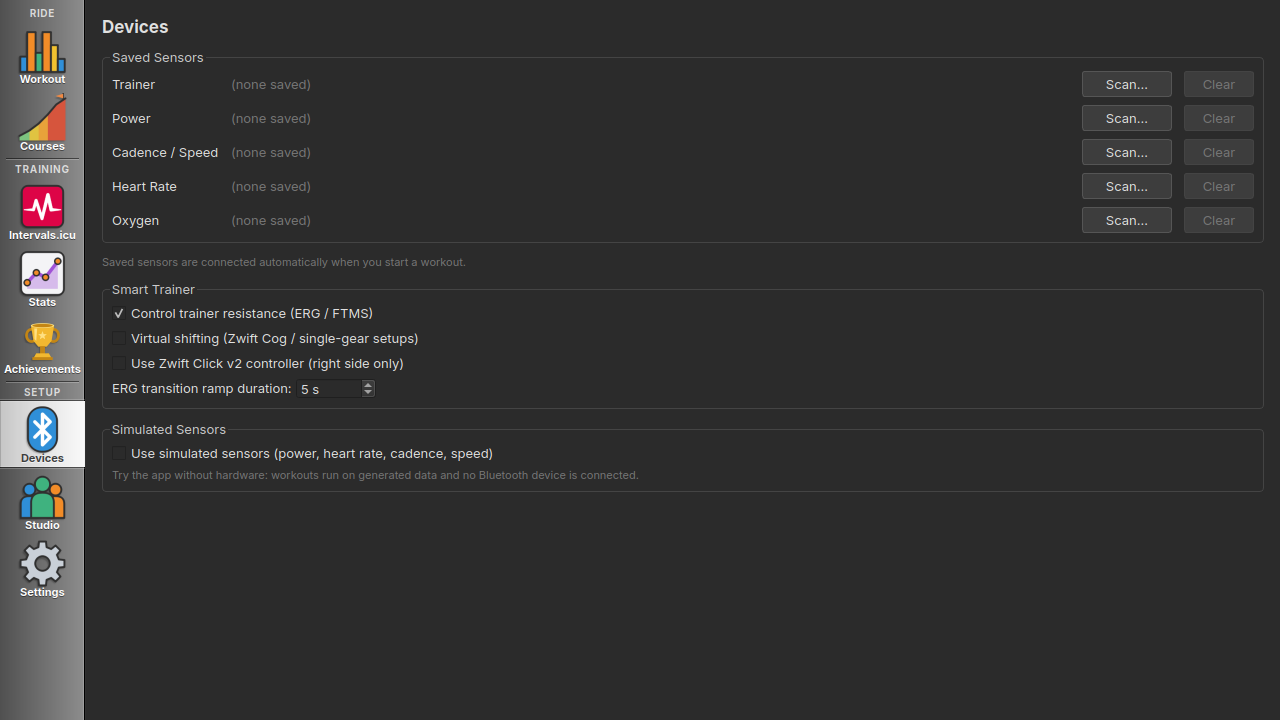 RIDE
Workout
Courses
TRAINING
Intervals.icu
Stats
Achievements
SETUP
Devices
Studio
Settings
Devices
Saved Sensors
Trainer (none saved) Scan... Clear
Power (none saved) Scan... Clear
Cadence / Speed (none saved) Scan... Clear
Heart Rate (none saved) Scan... Clear
Oxygen (none saved) Scan... Clear
Saved sensors are connected automatically when you start a workout.
Smart Trainer
Control trainer resistance (ERG / FTMS)
Virtual shifting (Zwift Cog / single-gear setups)
Use Zwift Click v2 controller (right side only)
ERG transition ramp duration: 5 s
Simulated Sensors
Use simulated sensors (power, heart rate, cadence, speed)
Try the app without hardware: workouts run on generated data and no Bluetooth device is connected.